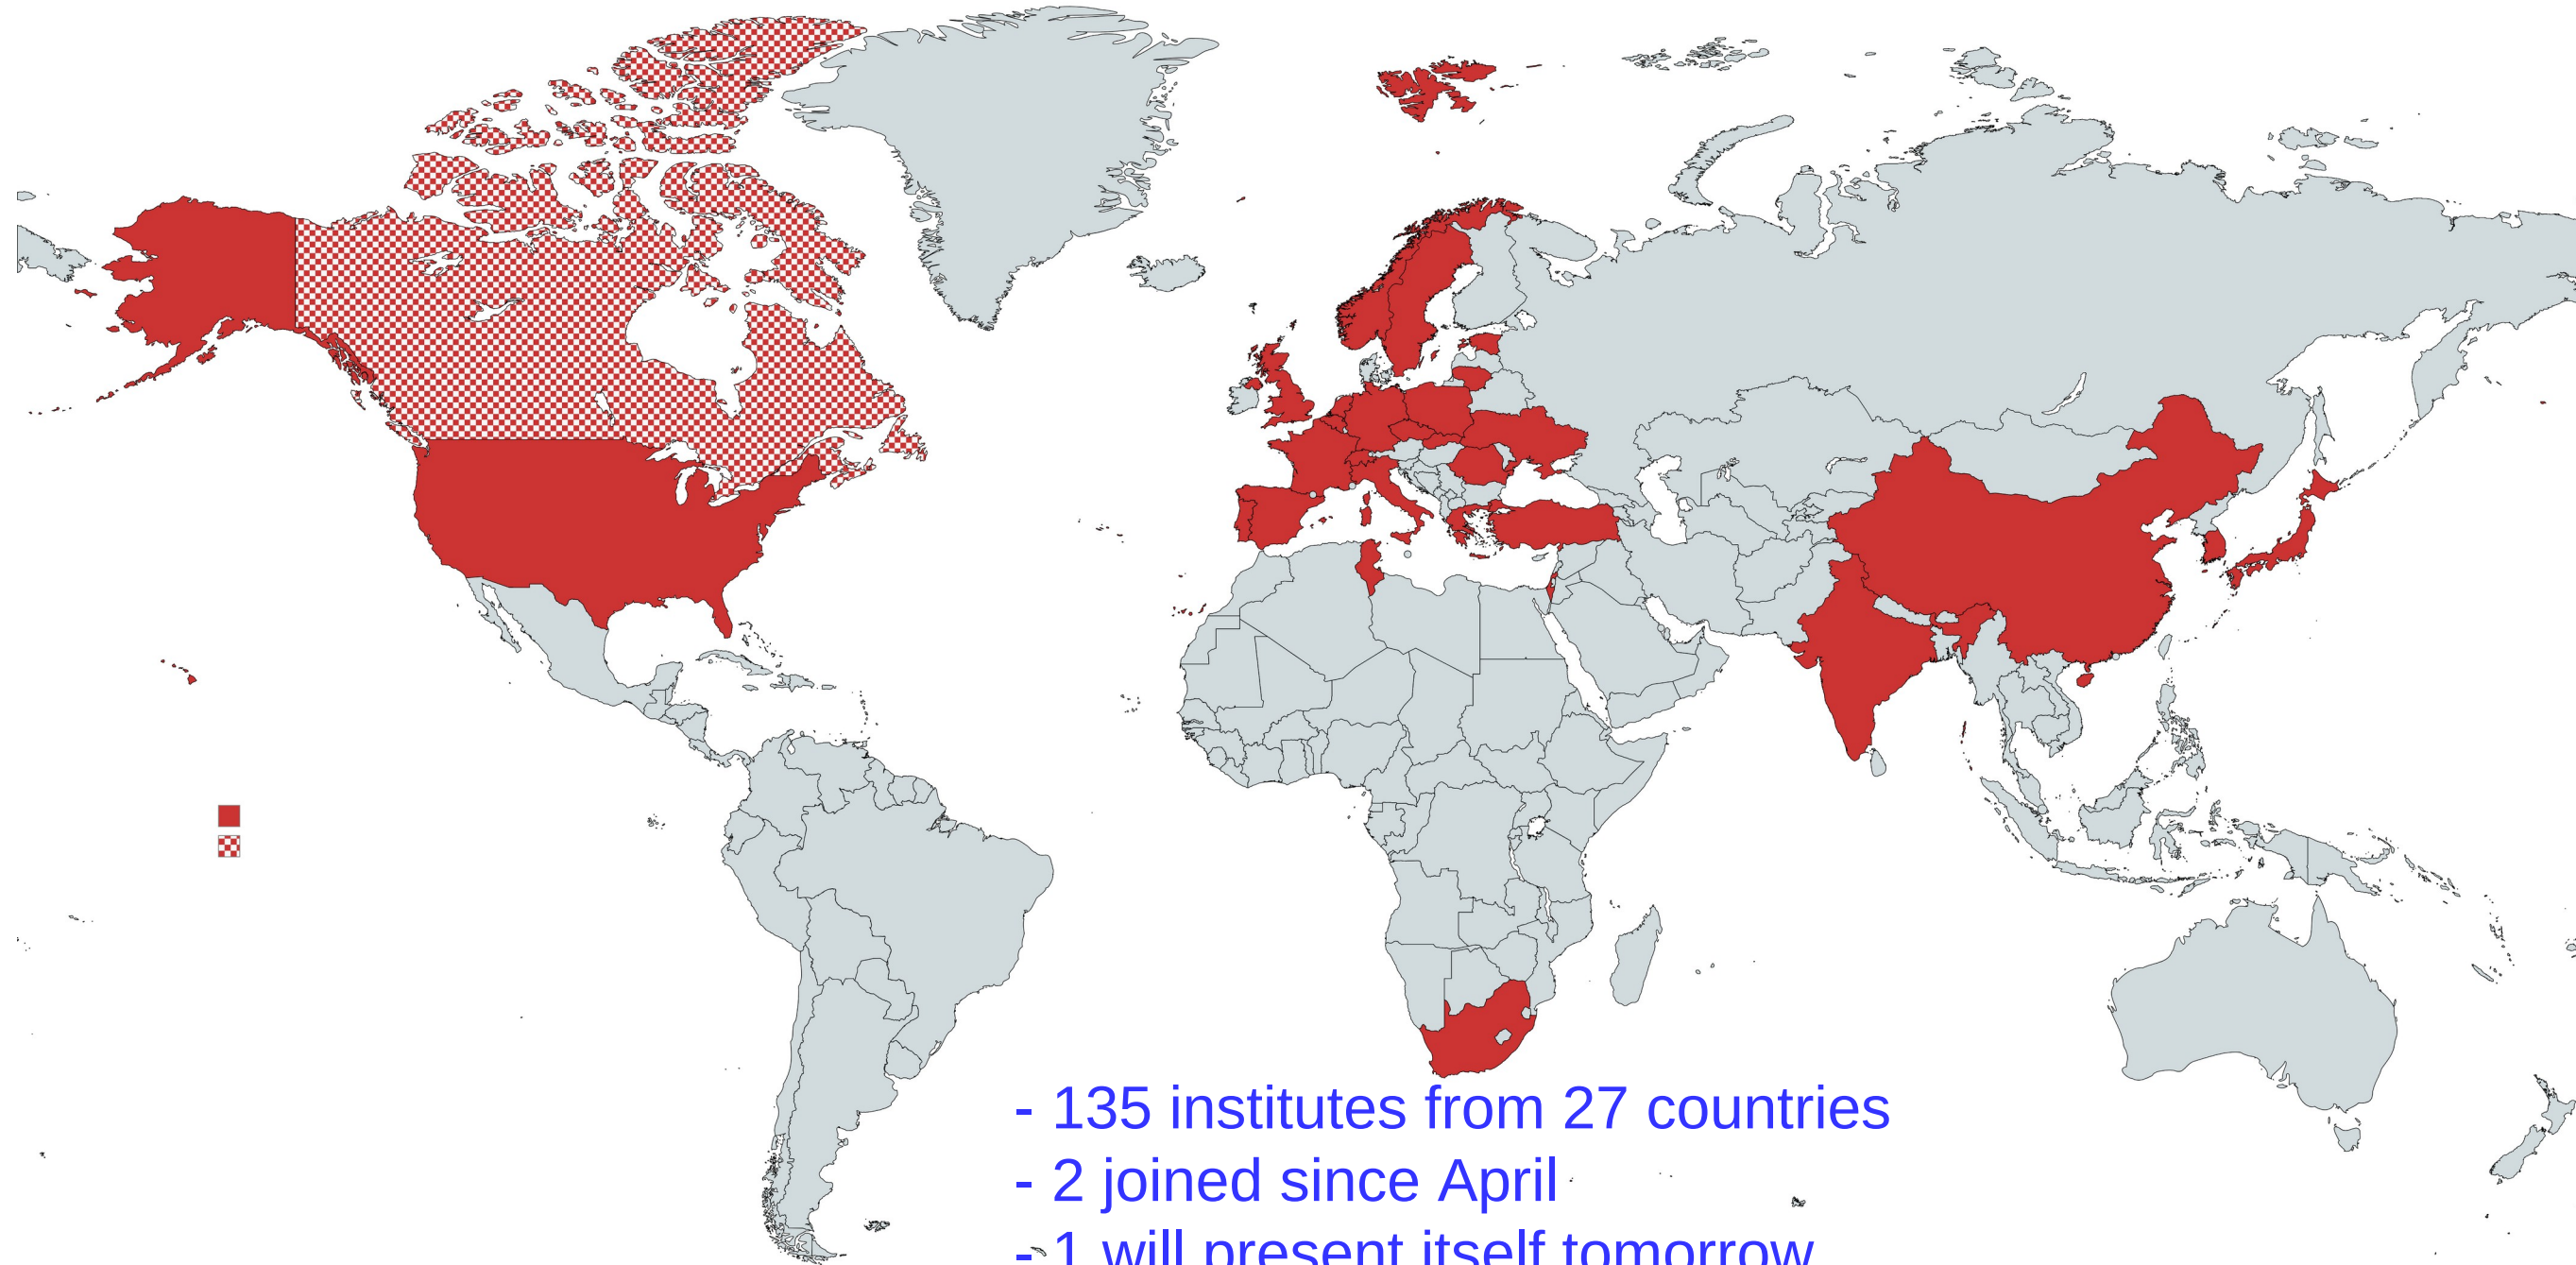 - 135 institutes from 27 countries
- 2 joined since April
- 1 will present itself tomorrow